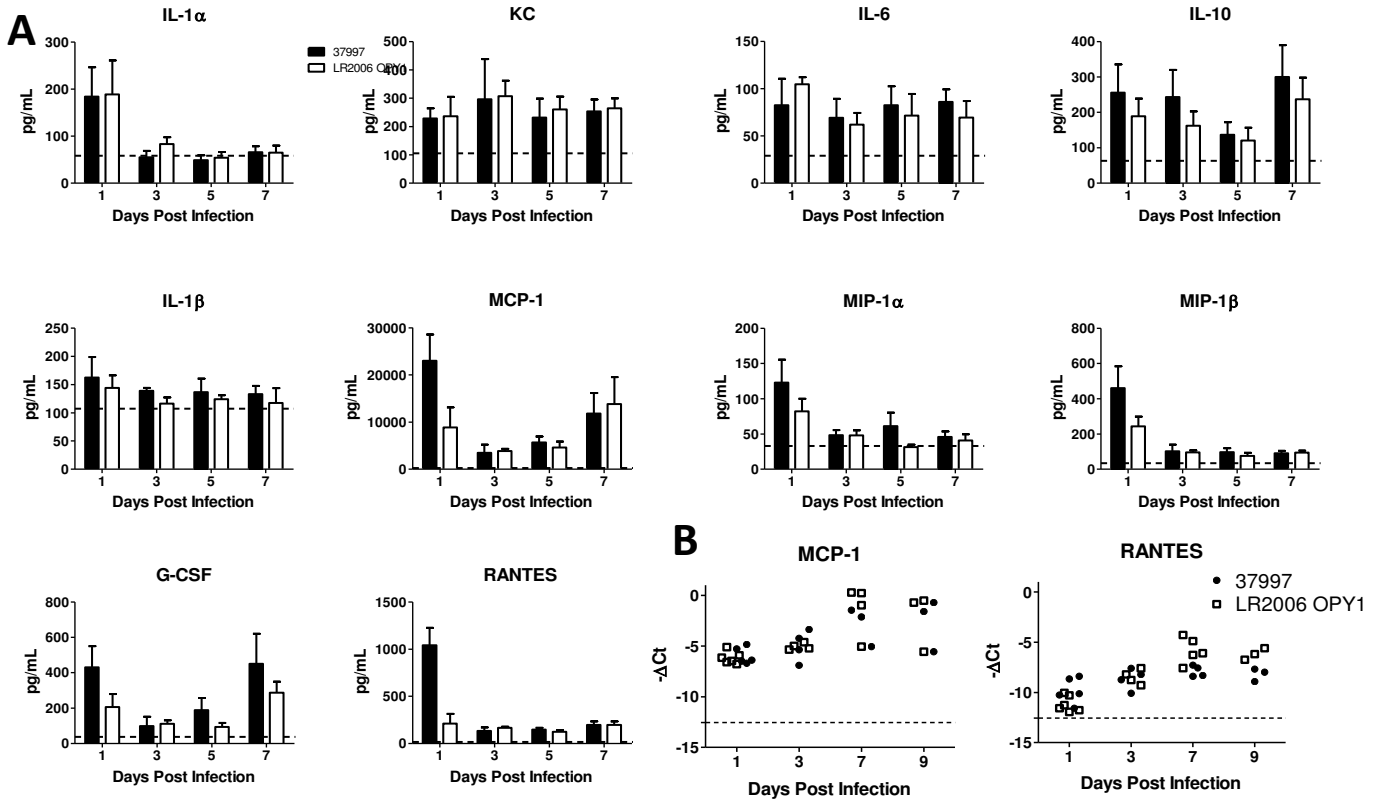 A
IL-1α
300
200
100
0
pg/mL
1 3 5 7
Days Post Infection
37997
LR2006 OPY1
KC
500
400
300
200
100
0
pg/mL
1 3 5 7
Days Post Infection
IL-6
150
100
50
0
pg/mL
1 3 5 7
Days Post Infection
IL-10
400
300
200
100
0
pg/mL
1 3 5 7
Days Post Infection
IL-1β
250
200
150
100
50
0
pg/mL
1 3 5 7
Days Post Infection
MCP-1
30000
20000
10000
0
pg/mL
1 3 5 7
Days Post Infection
MIP-1α
200
150
100
50
0
pg/mL
1 3 5 7
Days Post Infection
MIP-1β
800
600
400
200
0
pg/mL
1 3 5 7
Days Post Infection
G-CSF
800
600
400
200
0
pg/mL
1 3 5 7
Days Post Infection
RANTES
1500
1000
500
0
pg/mL
1 3 5 7
Days Post Infection
B
MCP-1
0
-5
-10
-15
-ΔCt
1 3 7 9
Days Post Infection
RANTES
37997
LR2006 OPY1
0
-5
-10
-15
-ΔCt
1 3 7 9
Days Post Infection